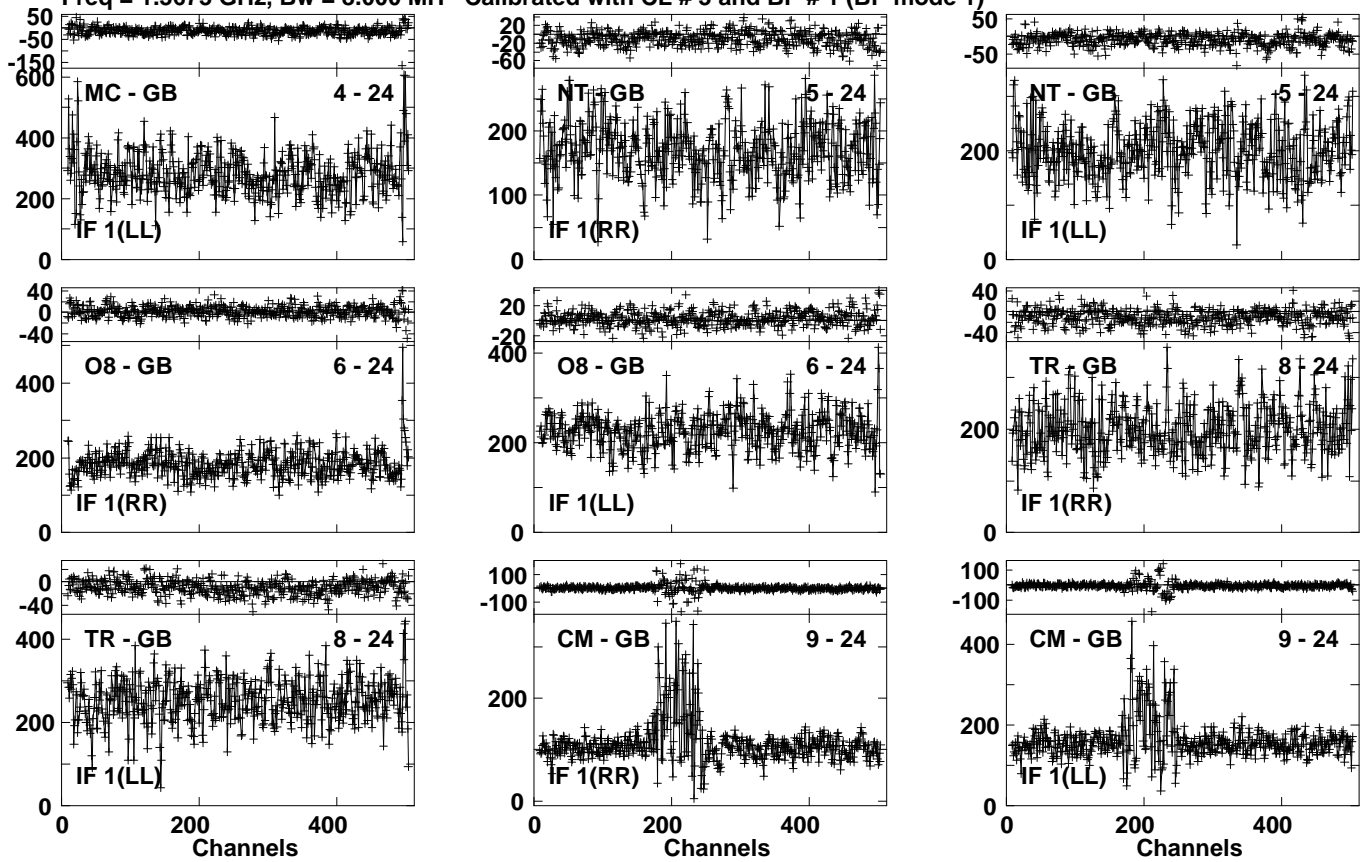 Freq = 1.5075 GHz, Bw = 8.000 MH Calibrated with CL # 3 and BP # 1 (BP mode 1)
50
-50
-150
600
400
200
0
MC - GB 4 - 24
IF 1(LL)
20
-20
-60
200
100
0
NT - GB 5 - 24
IF 1(RR)
50
-50
200
0
NT - GB 5 - 24
IF 1(LL)
40
0
-40
400
200
0
O8 - GB 6 - 24
IF 1(RR)
20
-20
400
200
0
O8 - GB 6 - 24
IF 1(LL)
40
0
-40
200
0
TR - GB 8 - 24
IF 1(RR)
0
-40
400
200
0
TR - GB 8 - 24
IF 1(LL)
0 200 400
Channels
100
-100
200
0
CM - GB 9 - 24
IF 1(RR)
0 200 400
Channels
100
-100
400
200
0
CM - GB 9 - 24
IF 1(LL)
0 200 400
Channels